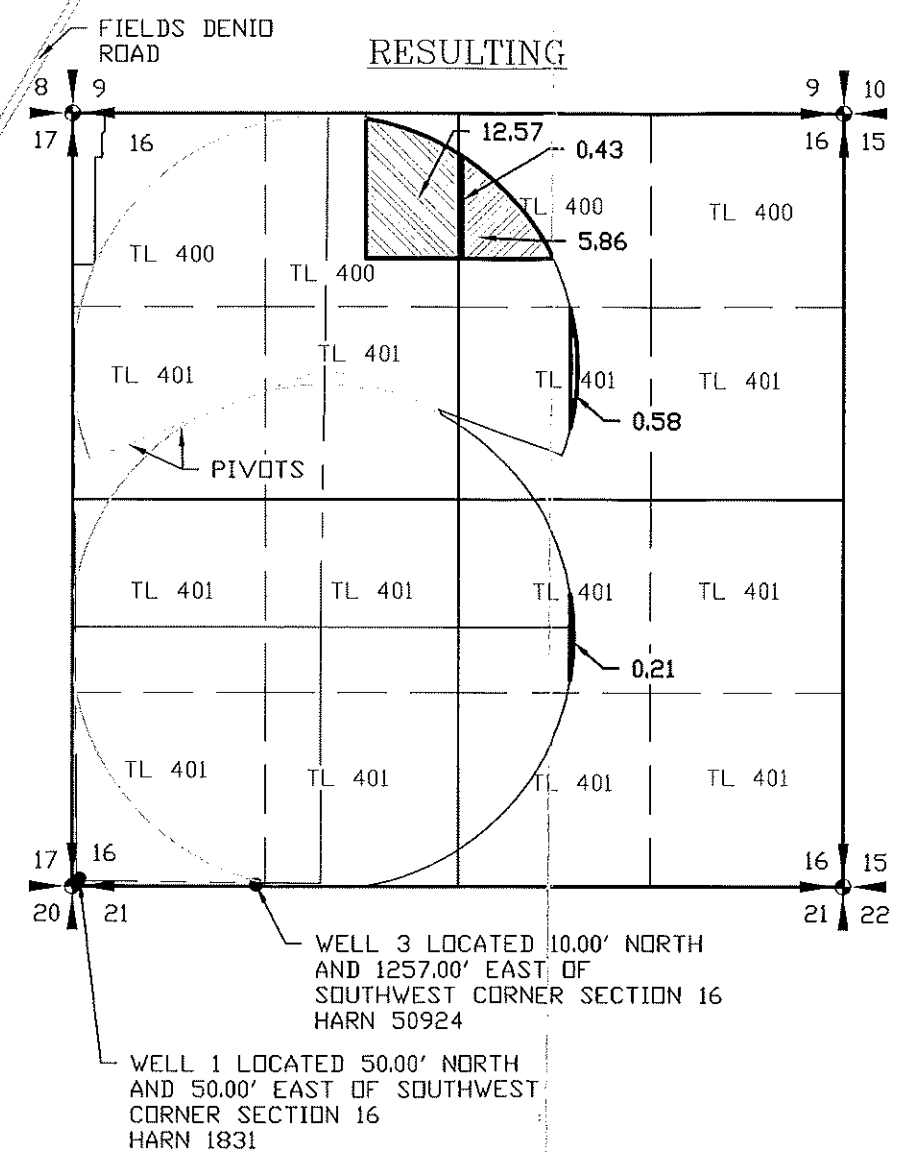 FIELDS DENIO
ROAD
RESULTING
8 9
9 10
17 16
16 15
12.57
0.43
TL 400
TL 400
5.86
TL 400
TL 400
TL 401
TL 401
TL 401
TL 401
0.58
PIVOTS
TL 401
TL 401
TL 401
TL 401
0.21
TL 401
TL 401
TL 401
TL 401
17 16
16 15
20 21
21 22
WELL 3 LOCATED 10.00' NORTH
AND 1257.00' EAST OF
SOUTHWEST CORNER SECTION 16
HARN 50924
WELL 1 LOCATED 50.00' NORTH
AND 50.00' EAST OF SOUTHWEST
CORNER SECTION 16
HARN 1831